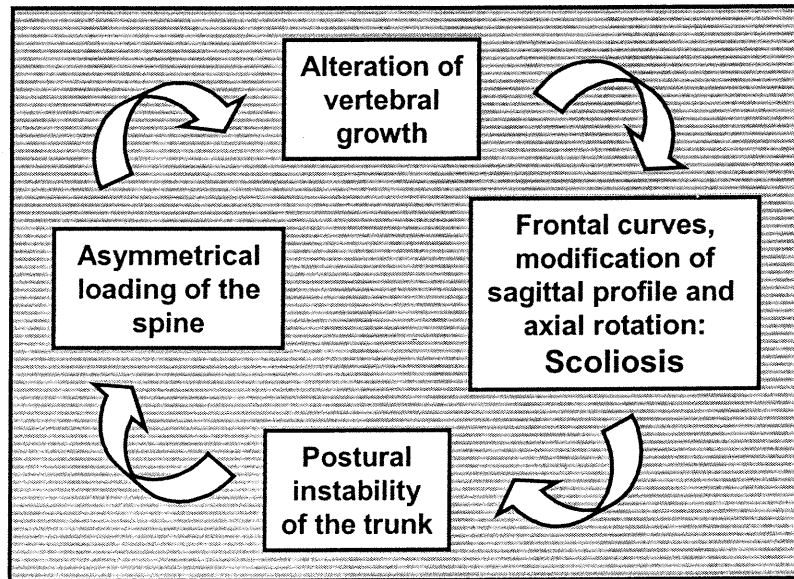 Alteration of
vertebral
growth
Frontal curves,
modification of
sagittal profile and
axial rotation:
Scoliosis
Postural
instability
of the trunk
Asymmetrical
loading of the
spine